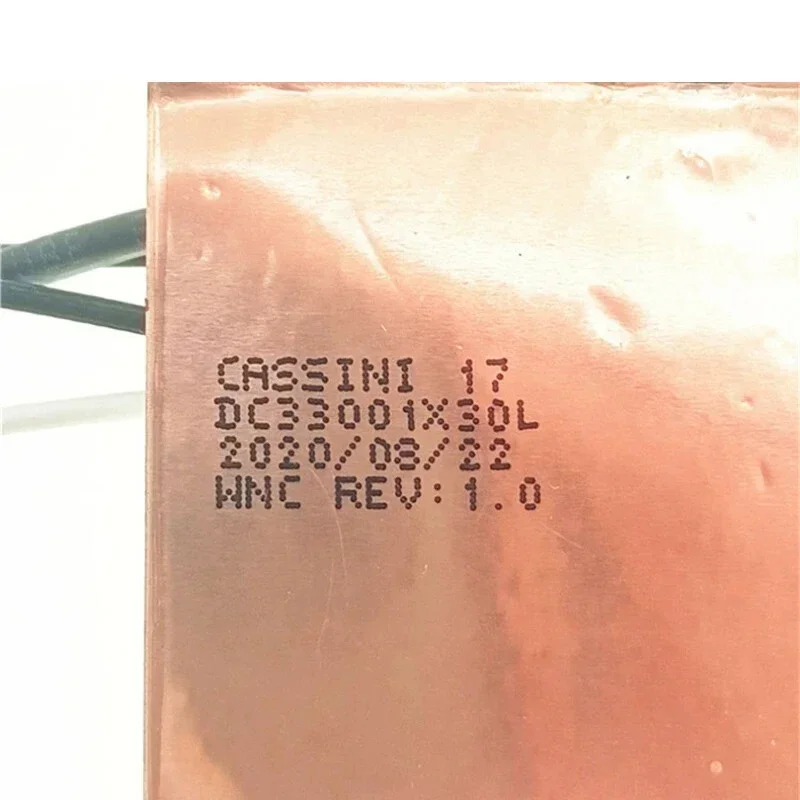 CASSINI 17
DC33001X30L
2020/08/22
WNC REV:1.0